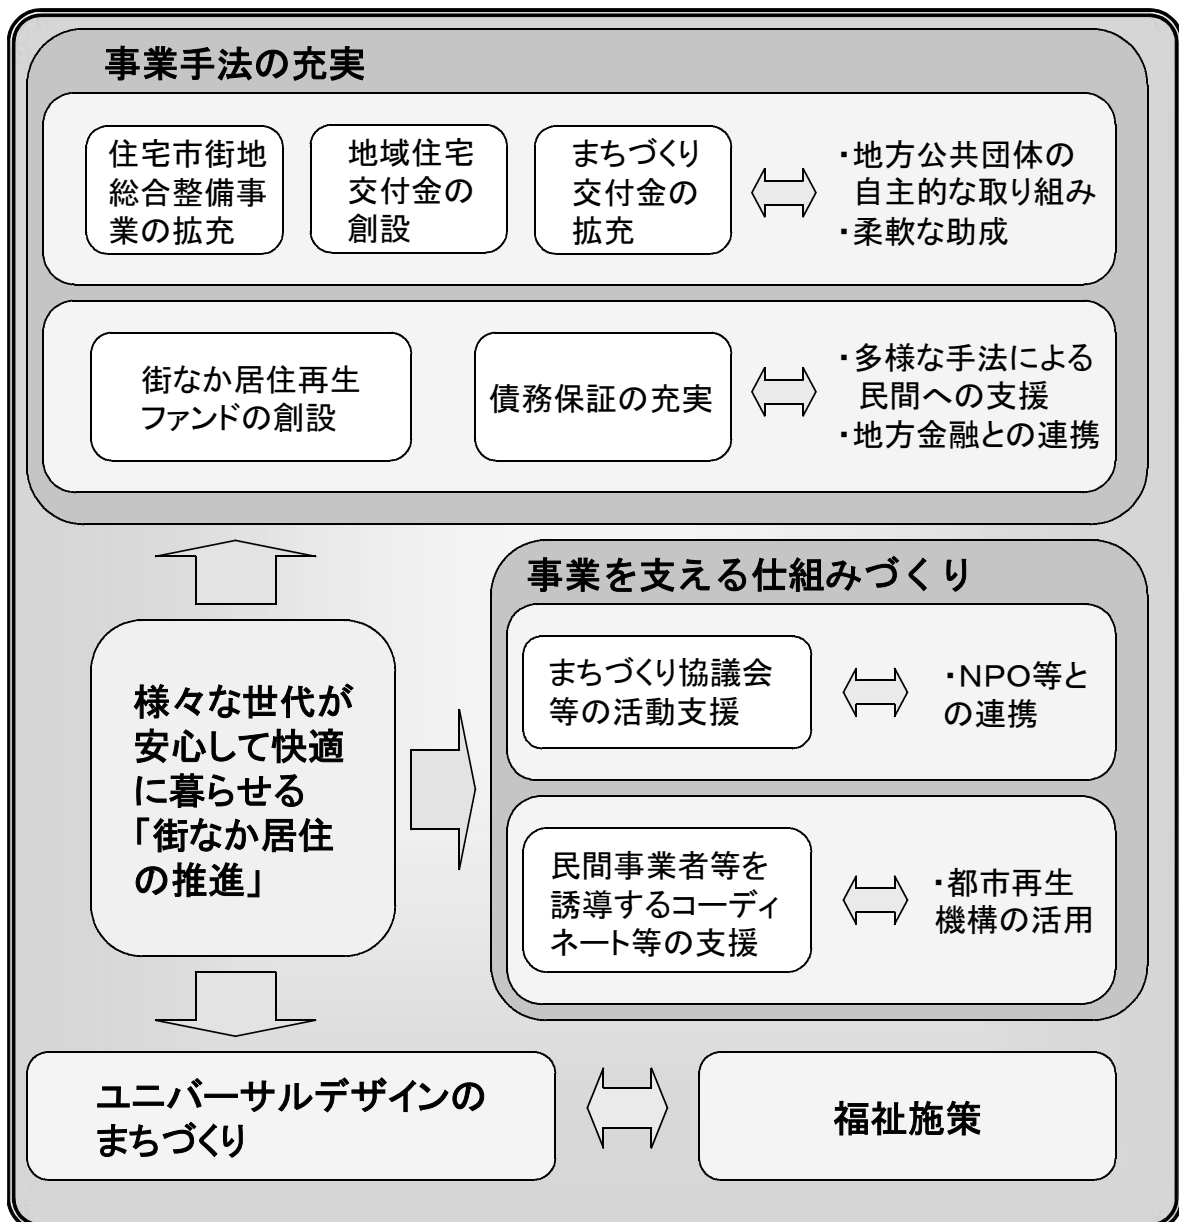 事業手法の充実
住宅市街地
総合整備事
業の拡充
地域住宅
交付金の
創設
まちづくり
交付金の
拡充
・地方公共団体の
自主的な取り組み
・柔軟な助成
街なか居住再生
ファンドの創設
債務保証の充実
・多様な手法による
民間への支援
・地方金融との連携
事業を支える仕組みづくり
まちづくり協議会
等の活動支援
・NPO等と
の連携
様々な世代が
安心して快適
に暮らせる
「街なか居住
の推進」
民間事業者等を
誘導するコーディ
ネート等の支援
・都市再生
機構の活用
ユニバーサルデザインの
まちづくり
福祉施策